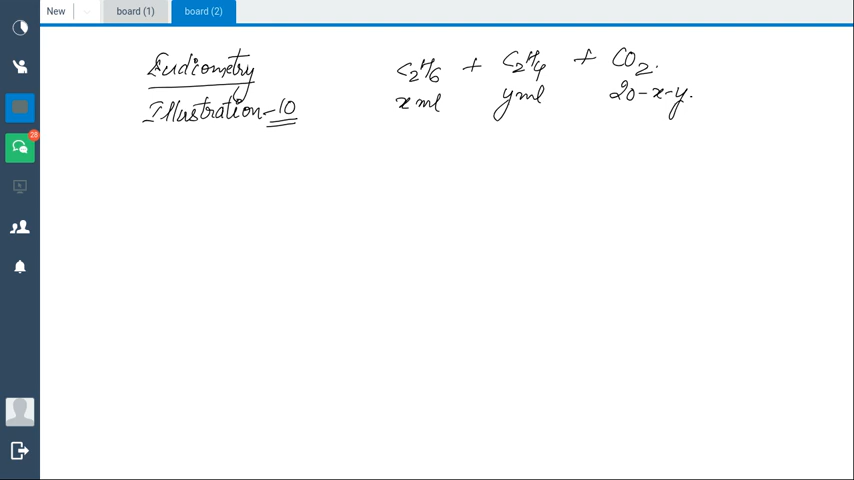 New board (1) board (2)
28
Eudiometry
Illustration-10
C2H6 + C2H4 + CO2.
x ml y ml 20-x-y.